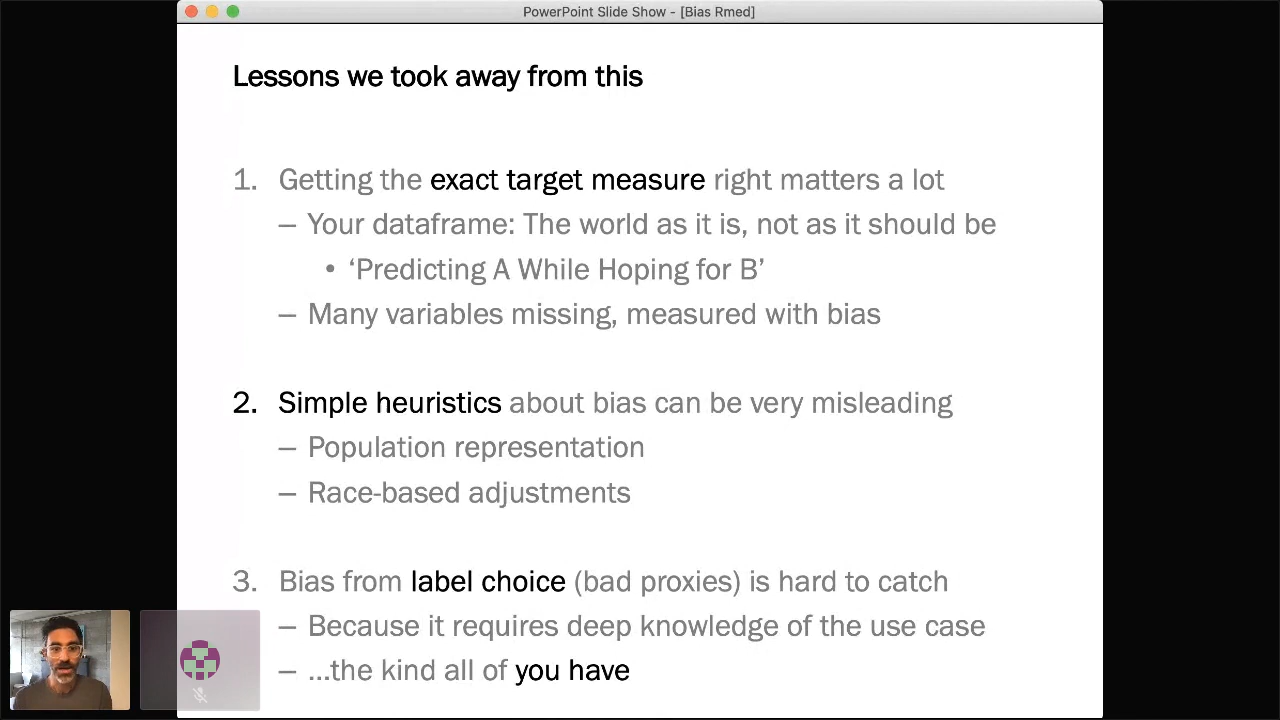 PowerPoint Slide Show - [Bias Rmed]
Lessons we took away from this
1. Getting the exact target measure right matters a lot
– Your dataframe: The world as it is, not as it should be
• ‘Predicting A While Hoping for B’
– Many variables missing, measured with bias
2. Simple heuristics about bias can be very misleading
– Population representation
– Race-based adjustments
3. Bias from label choice (bad proxies) is hard to catch
– Because it requires deep knowledge of the use case
– ...the kind all of you have